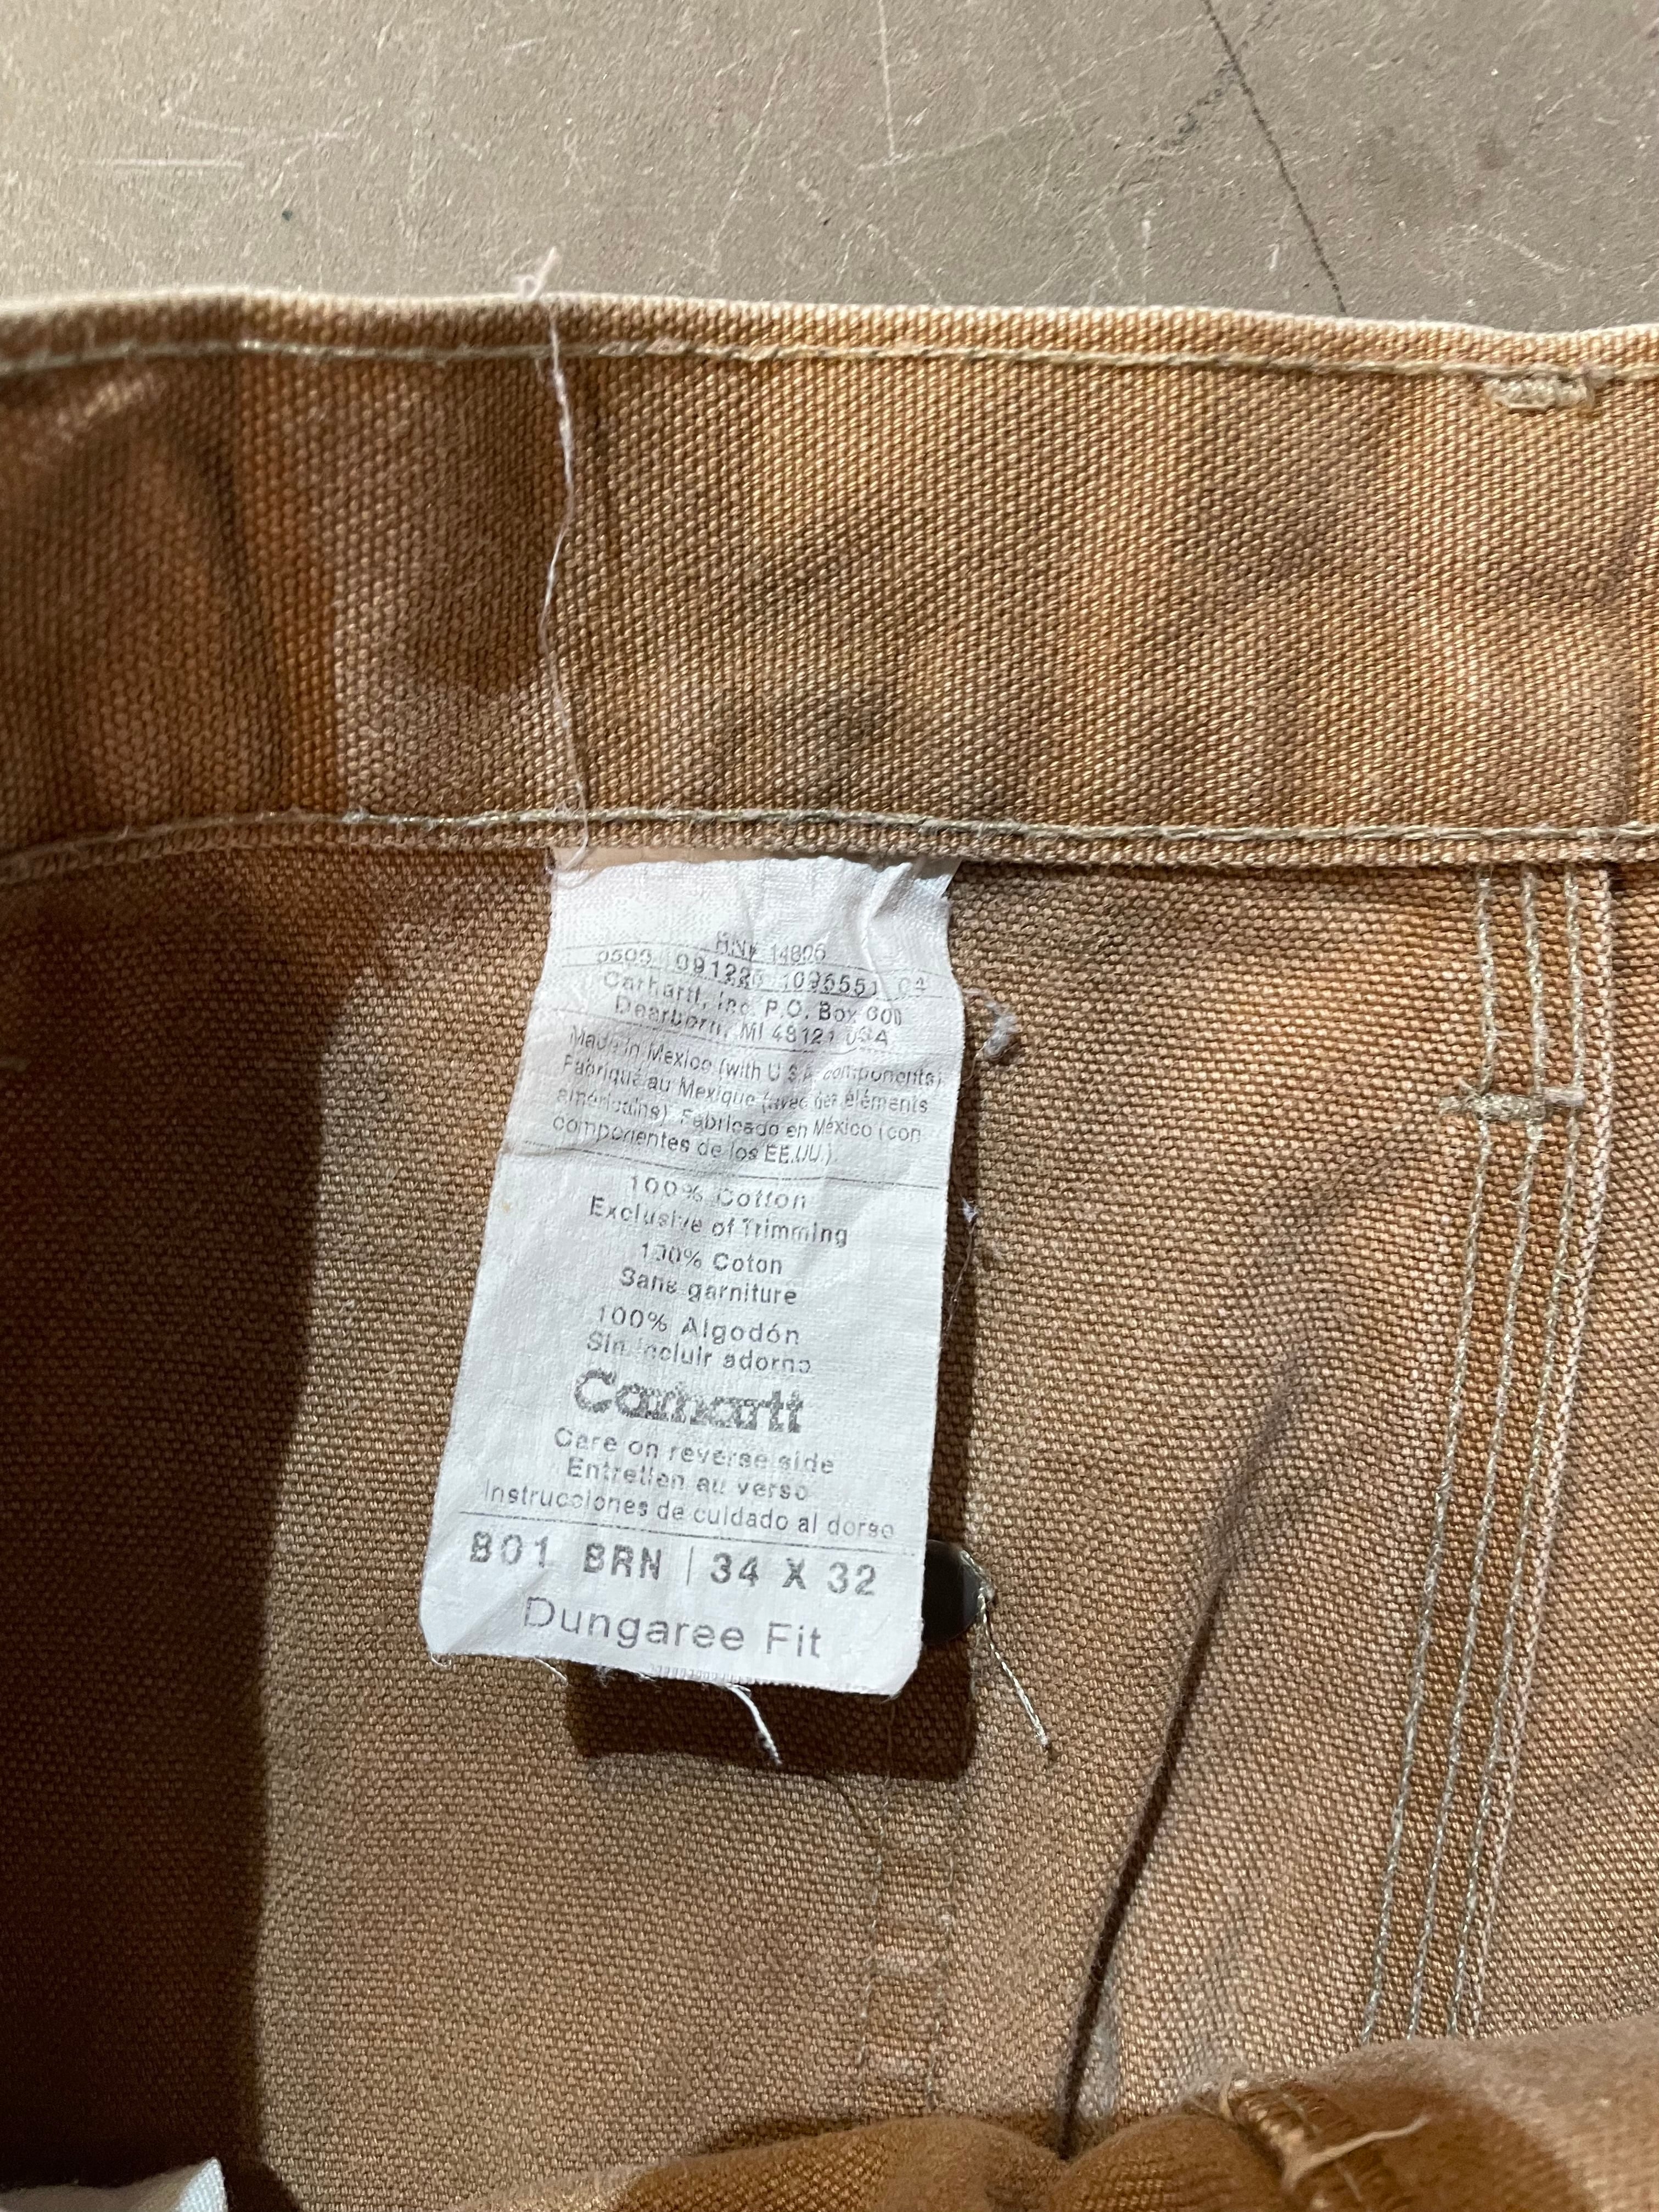 RN# 14806
0509 091220 1095551 04
Carhartt, Inc. P.O. Box 600
Dearborn, MI 48121 USA
Made in Mexico (with U.S.A. components)
Fabriqué au Mexique (avec des éléments
américains) Fabricado en México (con
componentes de los EE.UU.)
100% Cotton
Exclusive of Trimming
100% Coton
Sans garniture
100% Algodón
Sin incluir adorno
Carhartt
Care on reverse side
Entretien au verso
Instrucciones de cuidado al dorso
B01 BRN | 34 X 32
Dungaree Fit